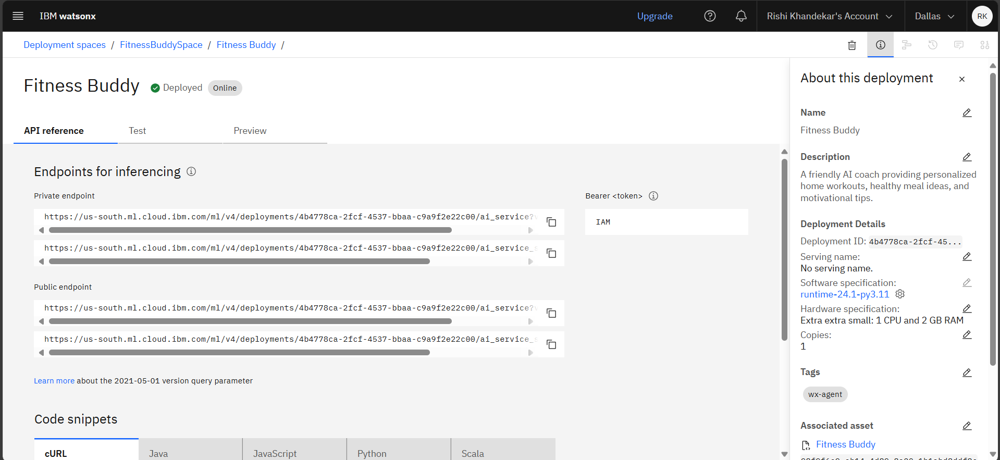 IBM watsonx
Upgrade
Rishi Khandekar's Account
Dallas
RK
Deployment spaces / FitnessBuddySpace / Fitness Buddy /
Fitness Buddy
Deployed
Online
API reference
Test
Preview
Endpoints for inferencing
Private endpoint
https://us-south.ml.cloud.ibm.com/ml/v4/deployments/4b4778ca-2fcf-4537-bbaa-c9a9f2e22c00/ai_service?
https://us-south.ml.cloud.ibm.com/ml/v4/deployments/4b4778ca-2fcf-4537-bbaa-c9a9f2e22c00/ai_service_s
Bearer <token>
IAM
Public endpoint
https://us-south.ml.cloud.ibm.com/ml/v4/deployments/4b4778ca-2fcf-4537-bbaa-c9a9f2e22c00/ai_service?
https://us-south.ml.cloud.ibm.com/ml/v4/deployments/4b4778ca-2fcf-4537-bbaa-c9a9f2e22c00/ai_service_s
Learn more about the 2021-05-01 version query parameter
Code snippets
cURL
Java
JavaScript
Python
Scala
About this deployment
Name
Fitness Buddy
Description
A friendly AI coach providing personalized
home workouts, healthy meal ideas, and
motivational tips.
Deployment Details
Deployment ID: 4b4778ca-2fcf-45...
Serving name:
No serving name.
Software specification:
runtime-24.1-py3.11
Hardware specification:
Extra extra small: 1 CPU and 2 GB RAM
Copies:
1
Tags
wx-agent
Associated asset
Fitness Buddy